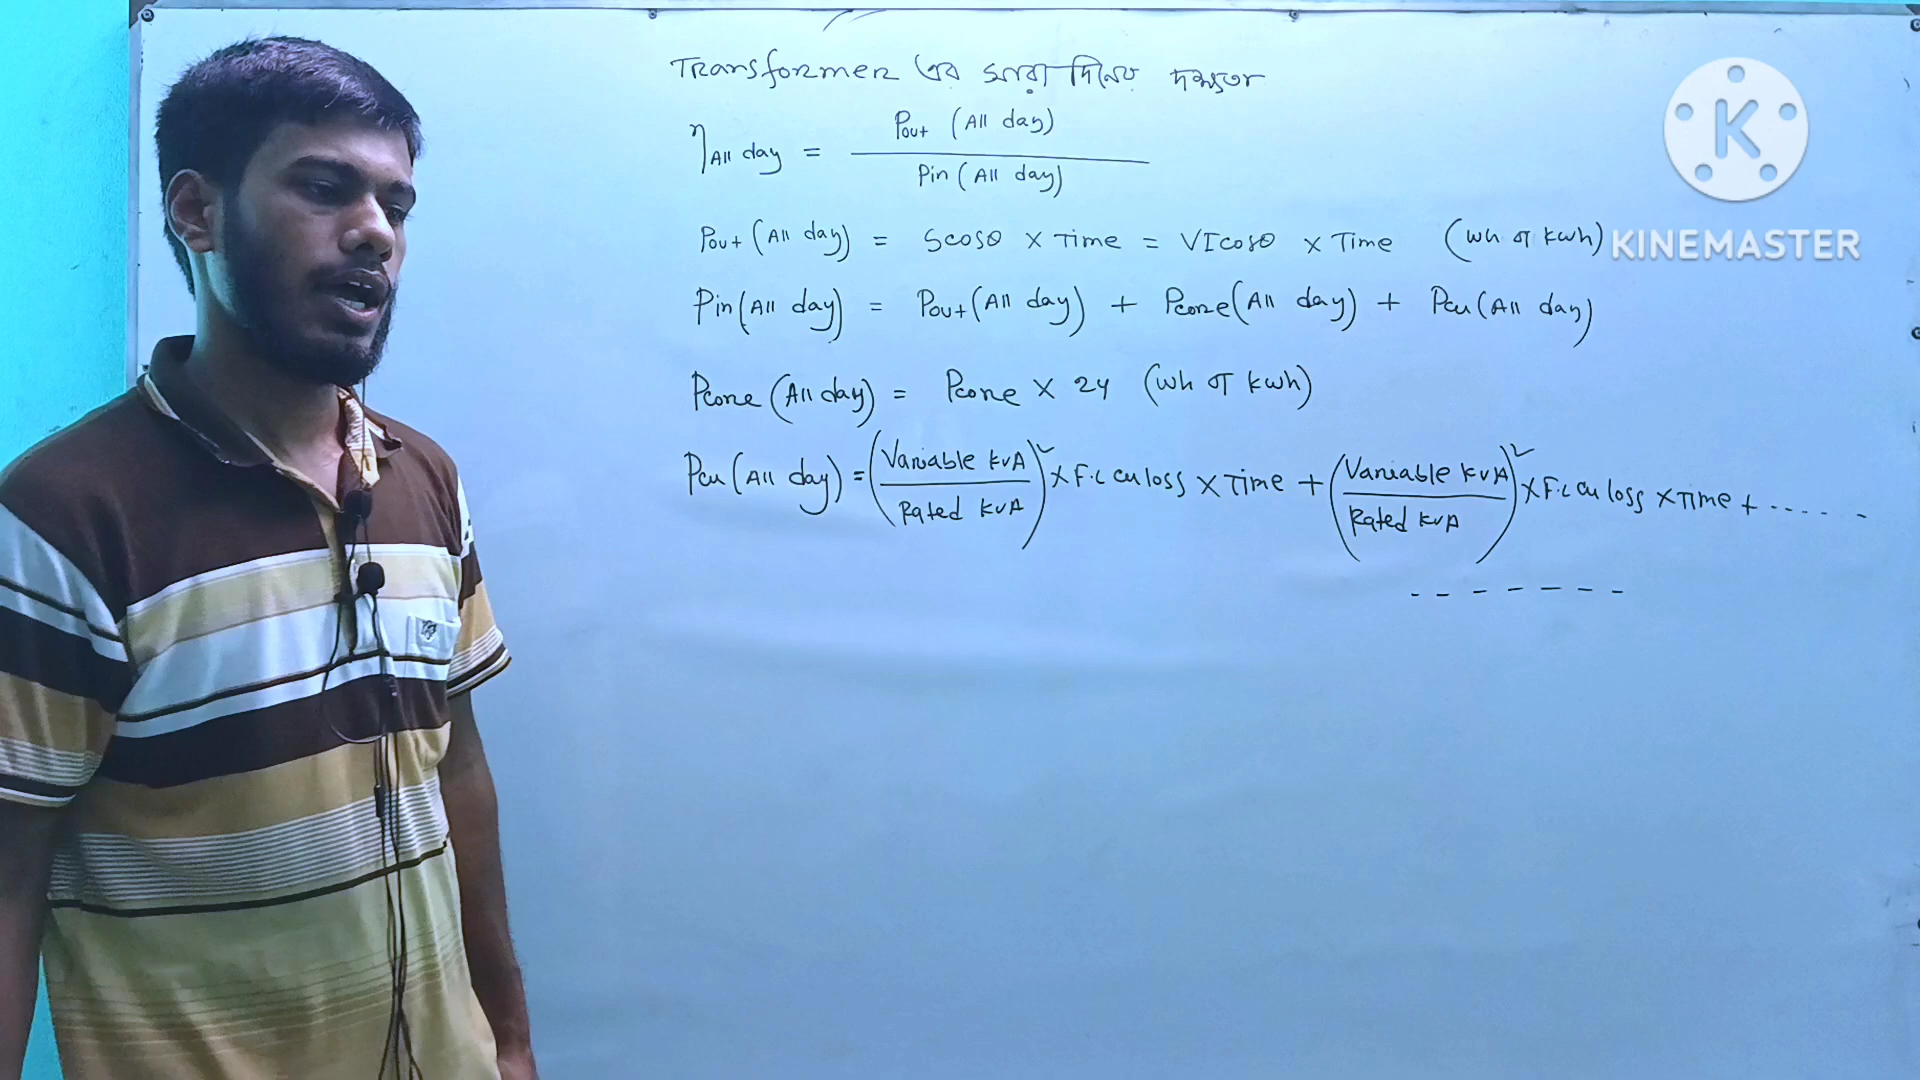 Transformer এর সারা দিনের দক্ষতা
η All day = Pout (All day) / Pin (All day)
Pout (All day) = Scosθ × Time = VIcosθ × Time (wh or kwh)
Pin (All day) = Pout (All day) + Pcore (All day) + Pcu (All day)
Pcore (All day) = Pcore × 24 (wh or kwh)
Pcu (All day) = (Variable kVA / Rated kVA)² × F.L cu loss × Time + (Variable kVA / Rated kVA)² × F.L cu loss × Time + ......
- - - - - - -
K
KINEMASTER